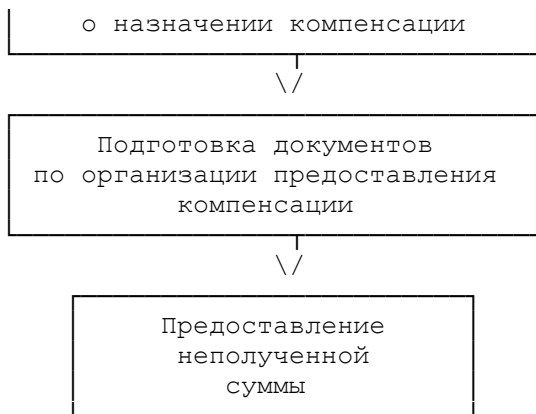 о назначении компенсации
\/
Подготовка документов
по организации предоставления
компенсации
\/
Предоставление
неполученной
суммы